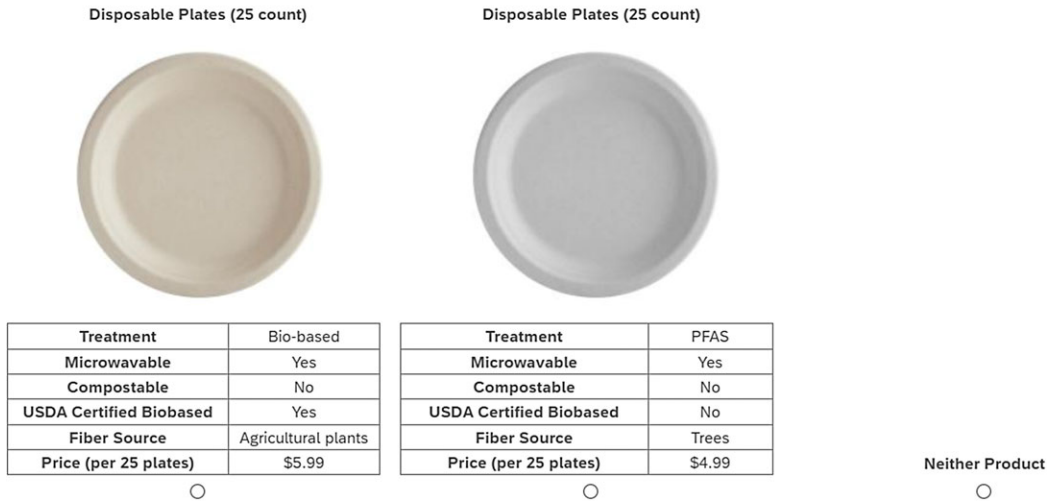 Disposable Plates (25 count)
Disposable Plates (25 count)
Treatment Bio-based
Microwavable Yes
Compostable No
USDA Certified Biobased Yes
Fiber Source Agricultural plants
Price (per 25 plates) $5.99
Treatment PFAS
Microwavable Yes
Compostable No
USDA Certified Biobased No
Fiber Source Trees
Price (per 25 plates) $4.99
Neither Product